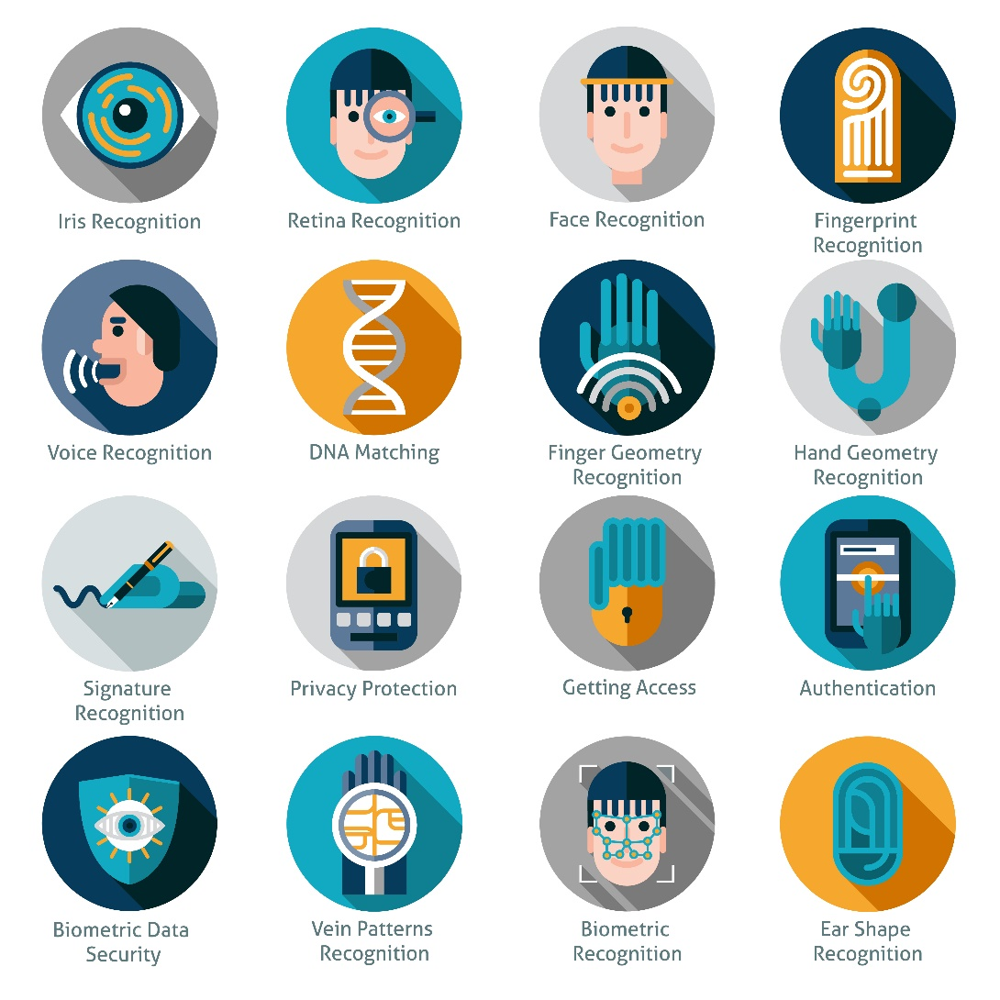 Iris Recognition
Retina Recognition
Face Recognition
Fingerprint
Recognition
Voice Recognition
DNA Matching
Finger Geometry
Recognition
Hand Geometry
Recognition
Signature
Recognition
Privacy Protection
Getting Access
Authentication
Biometric Data
Security
Vein Patterns
Recognition
Biometric
Recognition
Ear Shape
Recognition